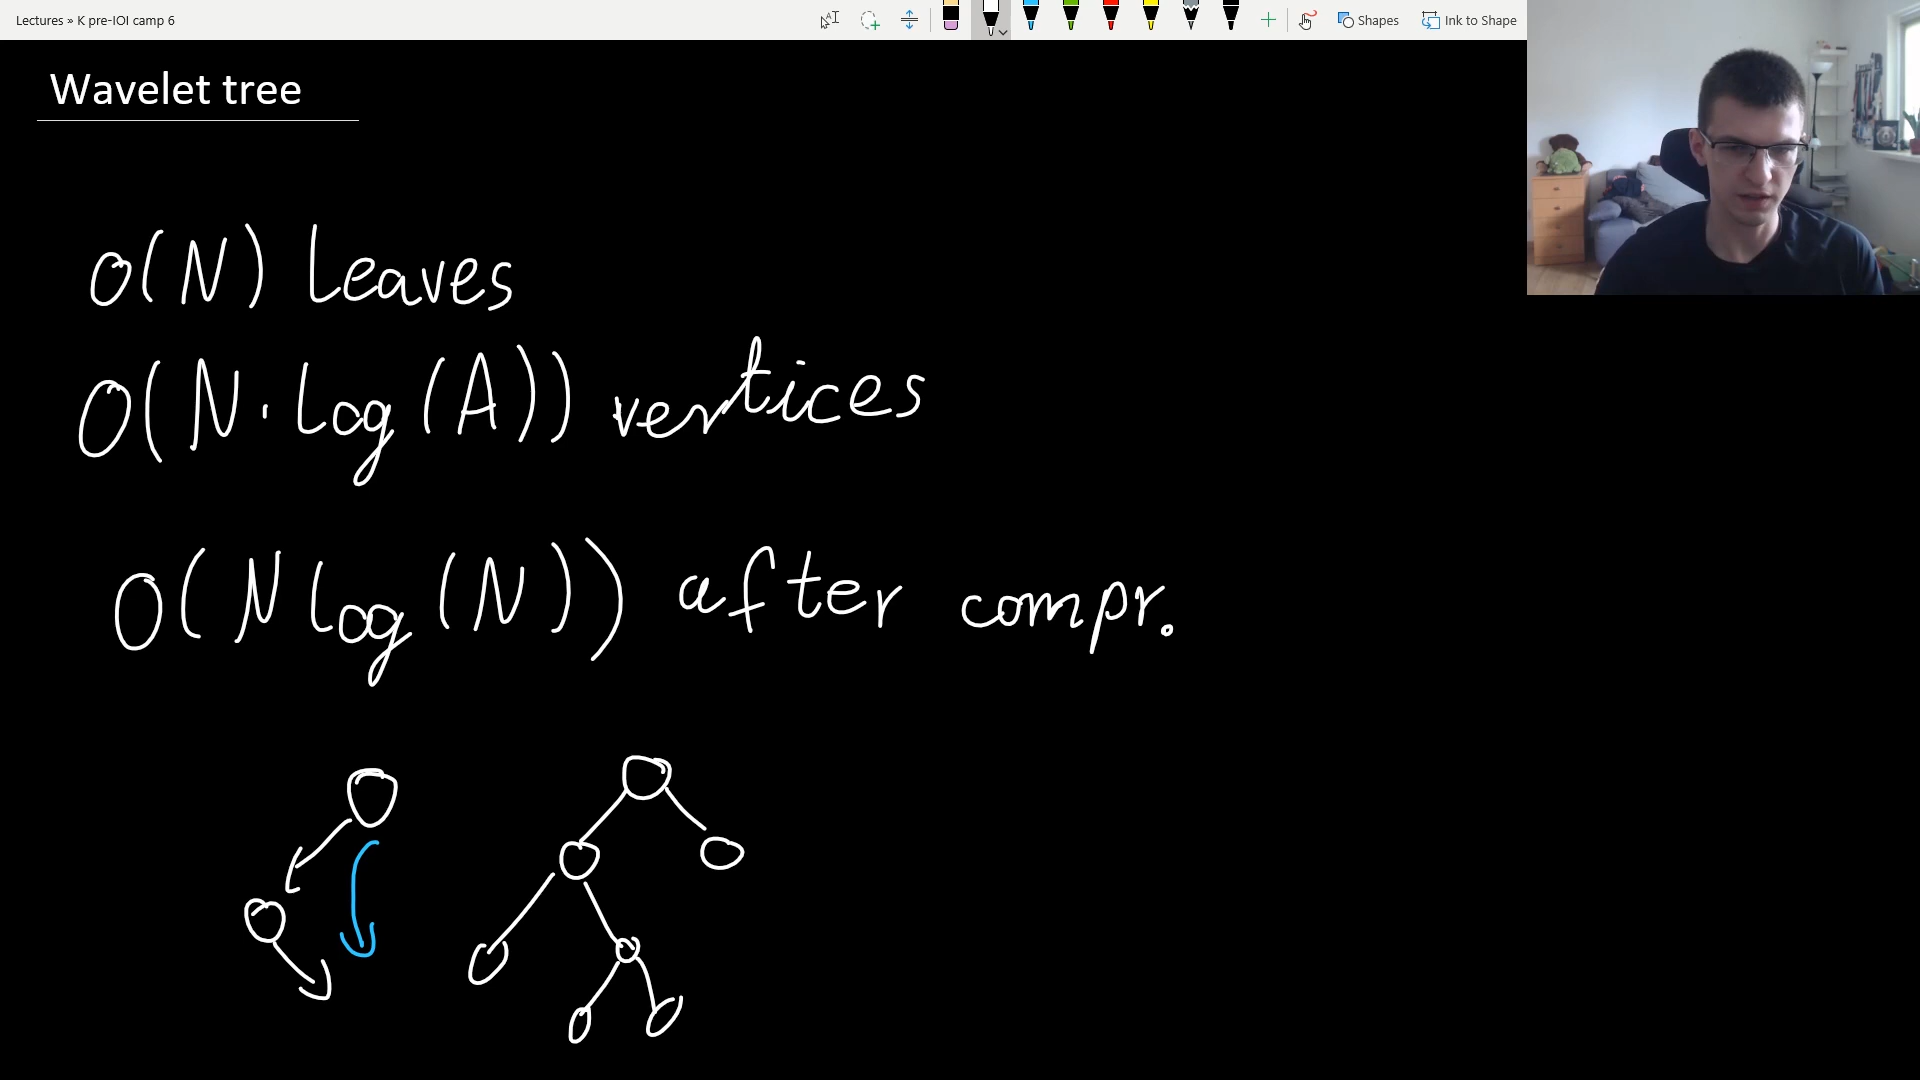 Lectures » K pre-IOI camp 6
Shapes
Ink to Shape
Wavelet tree
O(N) leaves
O(N·log(A)) vertices
O(N log(N)) after compr.